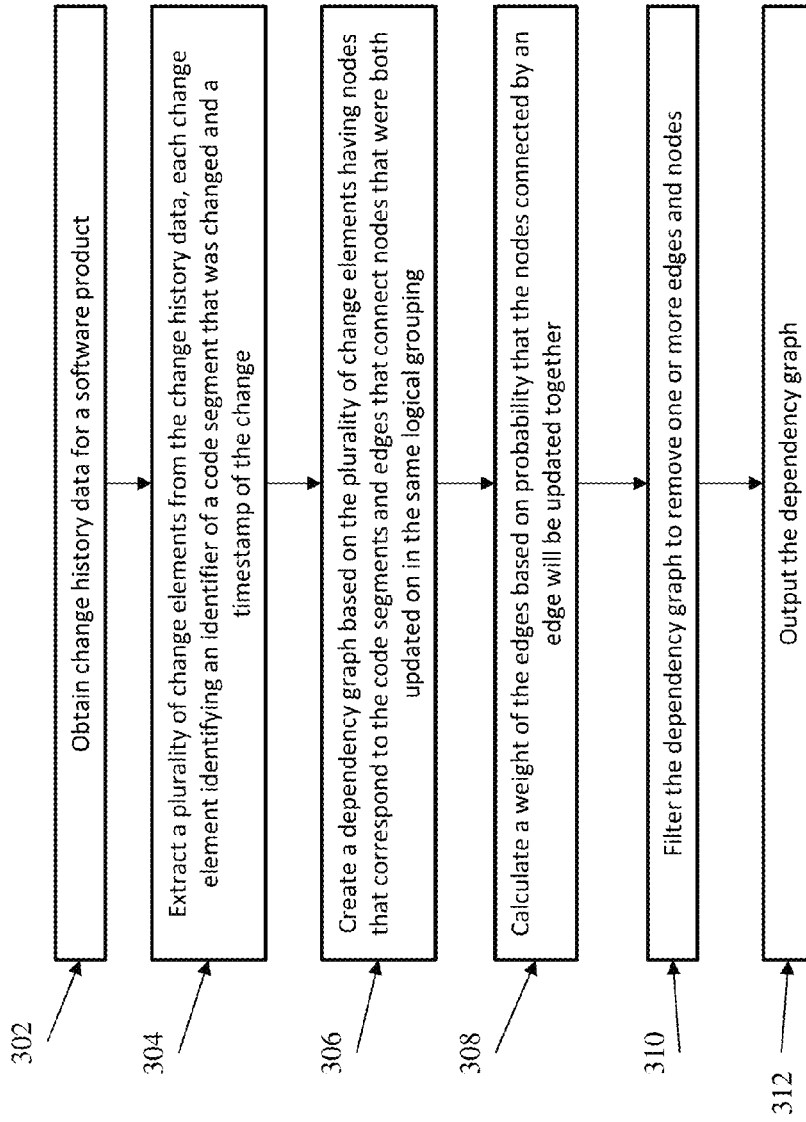 302
Obtain change history data for a software product
304
Extract a plurality of change elements from the change history data, each change
element identifying an identifier of a code segment that was changed and a
timestamp of the change
306
Create a dependency graph based on the plurality of change elements having nodes
that correspond to the code segments and edges that connect nodes that were both
updated on in the same logical grouping
308
Calculate a weight of the edges based on probability that the nodes connected by an
edge will be updated together
310
Filter the dependency graph to remove one or more edges and nodes
312
Output the dependency graph